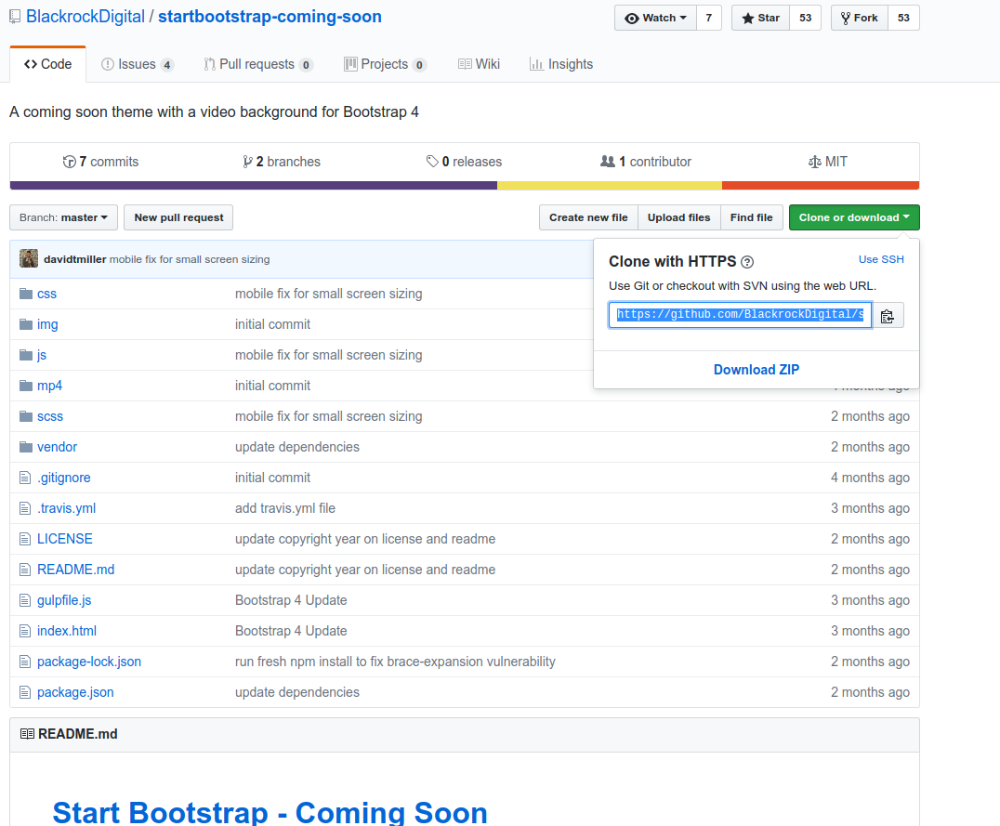 BlackrockDigital / startbootstrap-coming-soon
Watch 7 Star 53 Fork 53
Code Issues 4 Pull requests 0 Projects 0 Wiki Insights
A coming soon theme with a video background for Bootstrap 4
7 commits 2 branches 0 releases 1 contributor MIT
Branch: master New pull request Create new file Upload files Find file Clone or download
davidtmiller mobile fix for small screen sizing
Clone with HTTPS ? Use SSH
Use Git or checkout with SVN using the web URL.
https://github.com/BlackrockDigital/s
Download ZIP
css mobile fix for small screen sizing
img initial commit
js mobile fix for small screen sizing
mp4 initial commit months ago
scss mobile fix for small screen sizing 2 months ago
vendor update dependencies 2 months ago
.gitignore initial commit 4 months ago
.travis.yml add travis.yml file 3 months ago
LICENSE update copyright year on license and readme 2 months ago
README.md update copyright year on license and readme 2 months ago
gulpfile.js Bootstrap 4 Update 3 months ago
index.html Bootstrap 4 Update 3 months ago
package-lock.json run fresh npm install to fix brace-expansion vulnerability 2 months ago
package.json update dependencies 2 months ago
README.md
Start Bootstrap - Coming Soon